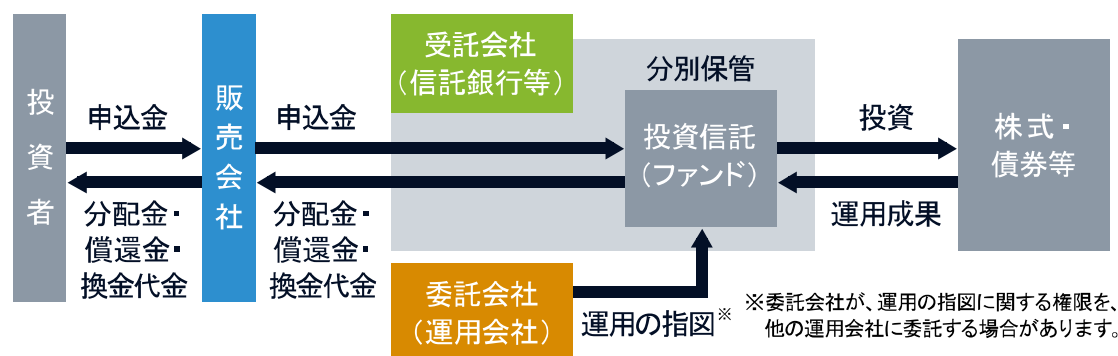 投資者
申込金
分配金・
償還金・
換金代金
販売会社
申込金
分配金・
償還金・
換金代金
受託会社
(信託銀行等)
分別保管
投資信託
(ファンド)
委託会社
(運用会社)
運用の指図※
投資
運用成果
株式・
債券等
※委託会社が、運用の指図に関する権限を、
他の運用会社に委託する場合があります。